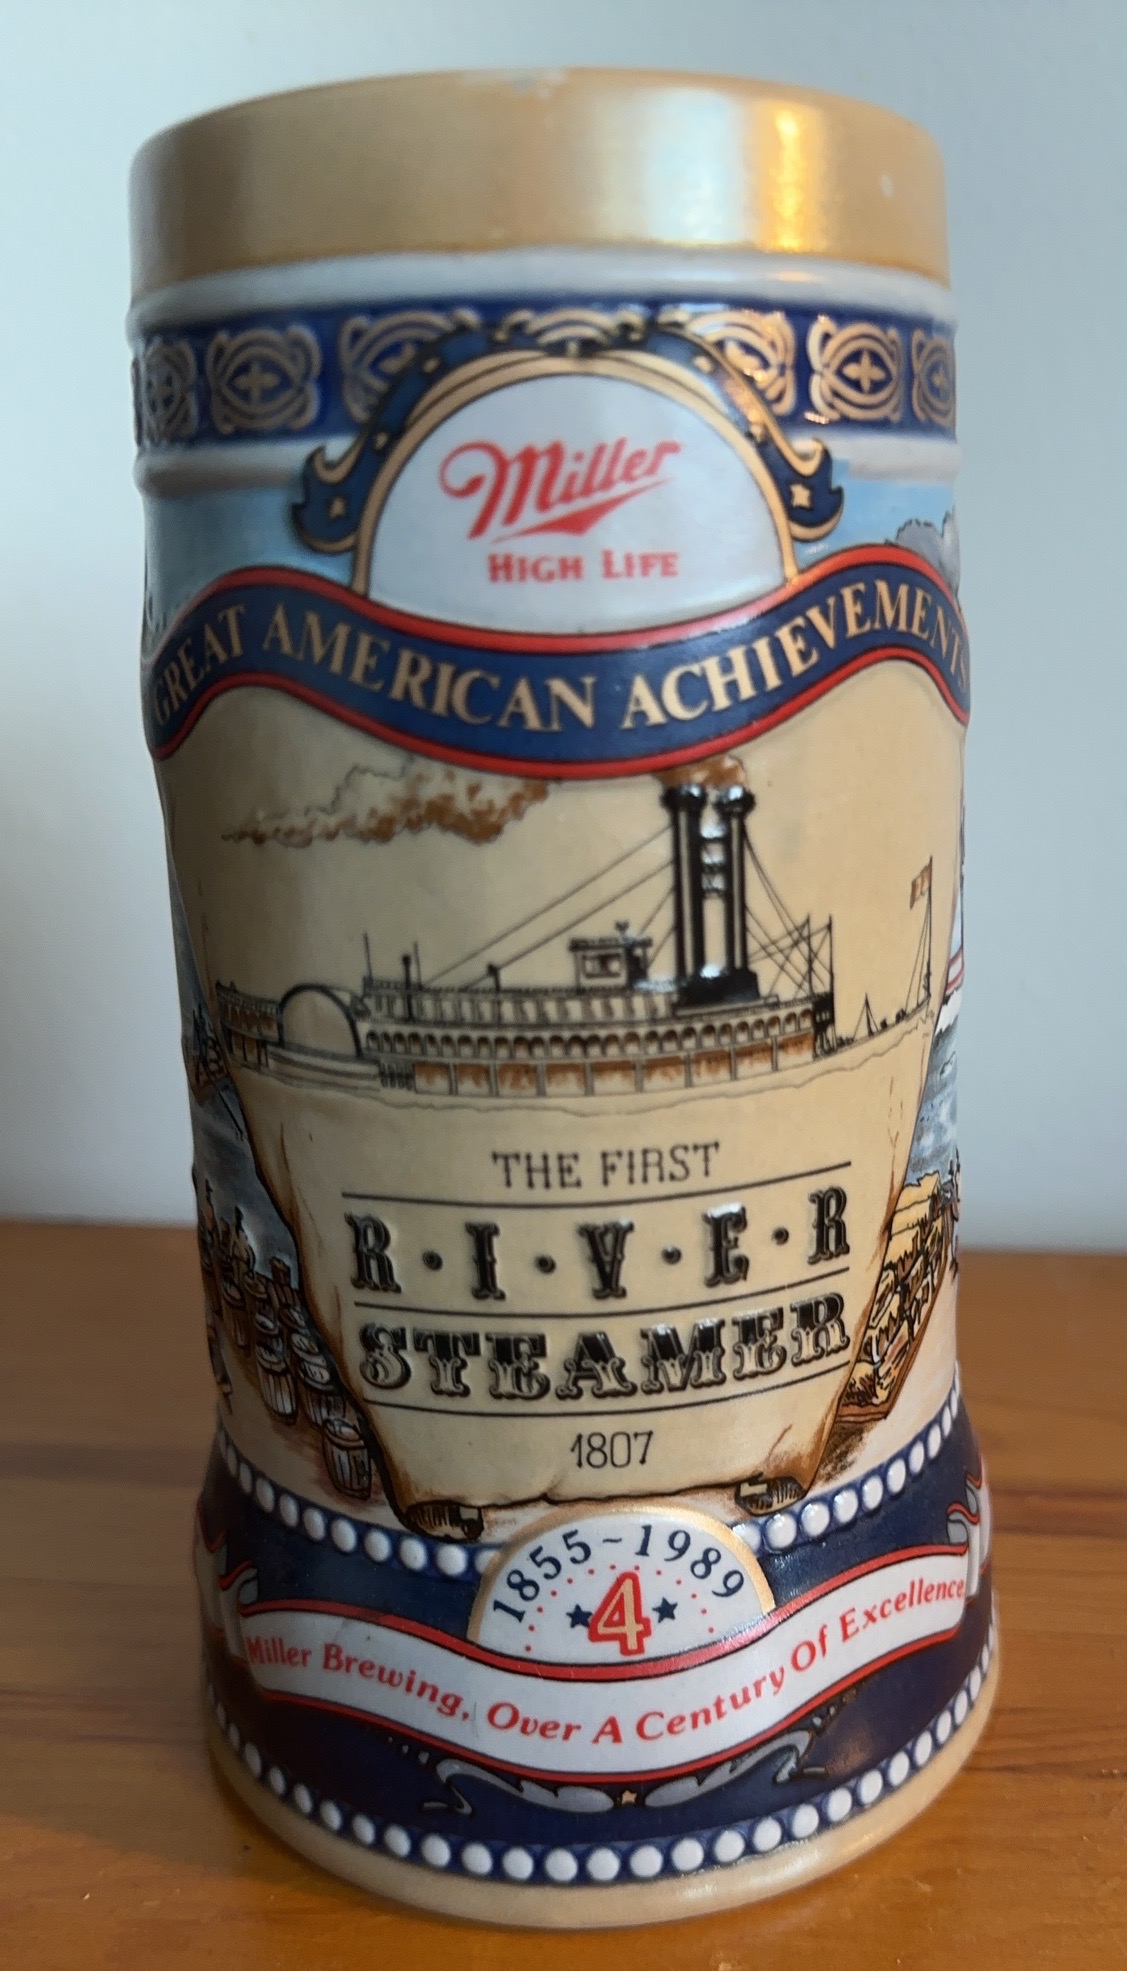 Miller
HIGH LIFE
GREAT AMERICAN ACHIEVEMENTS
THE FIRST
R·I·V·E·R
STEAMER
1807
1855~1989
4
Miller Brewing, Over A Century Of Excellence